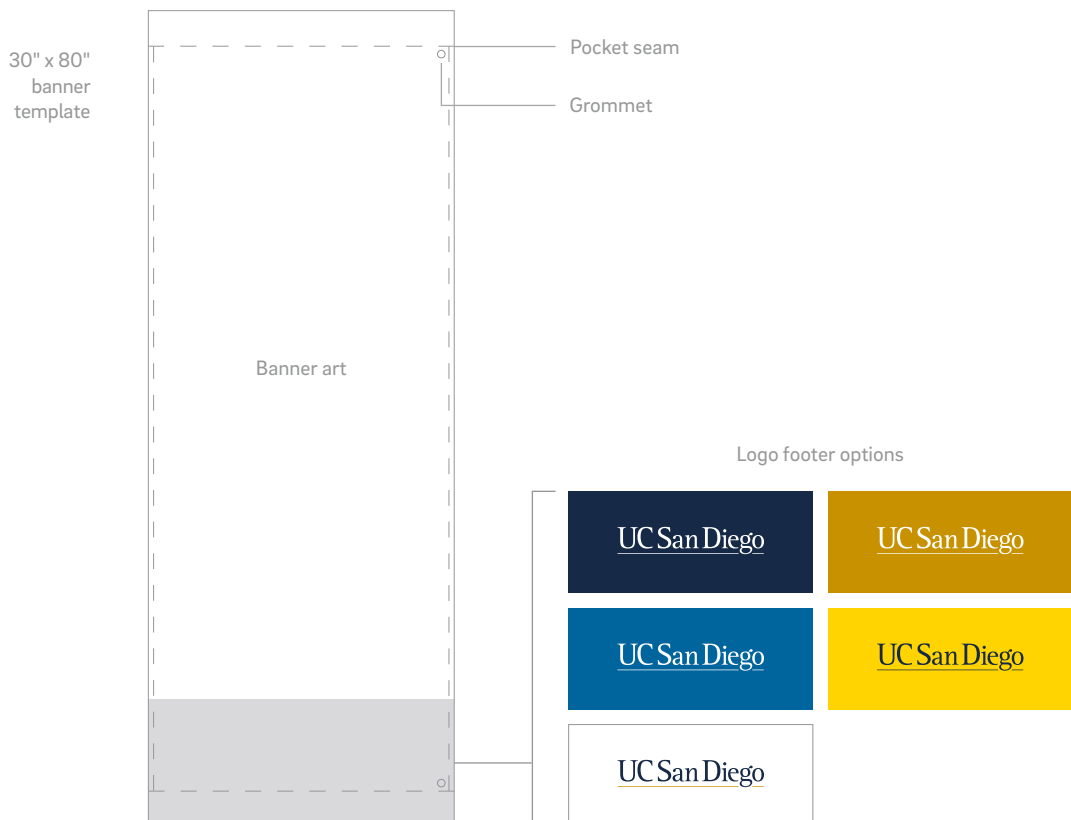 30" x 80"
banner
template
Pocket seam
Grommet
Banner art
Logo footer options
UC San Diego
UC San Diego
UC San Diego
UC San Diego
UC San Diego